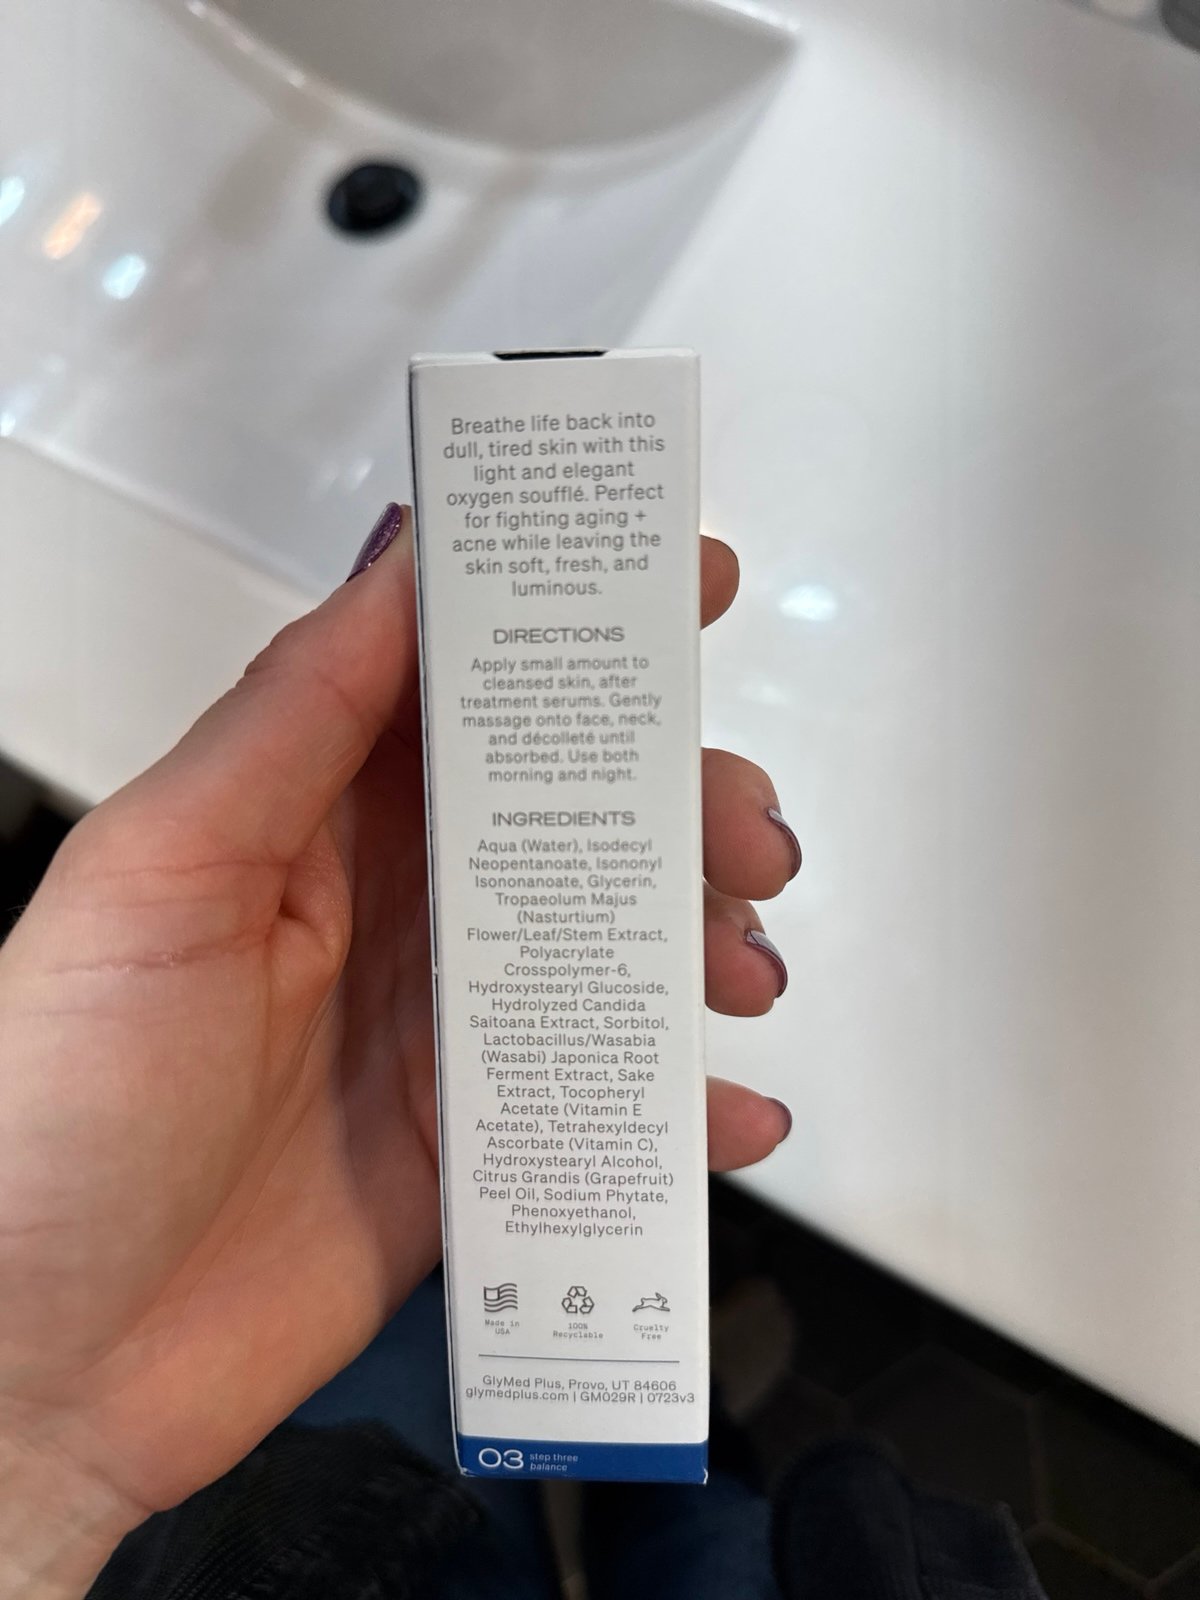 Breathe life back into
dull, tired skin with this
light and elegant
oxygen soufflé. Perfect
for fighting aging +
acne while leaving the
skin soft, fresh, and
luminous.
DIRECTIONS
Apply small amount to
cleansed skin, after
treatment serums. Gently
massage onto face, neck,
and décolleté until
absorbed. Use both
morning and night.
INGREDIENTS
Aqua (Water), Isodecyl
Neopentanoate, Isononyl
Isononanoate, Glycerin,
Tropaeolum Majus
(Nasturtium)
Flower/Leaf/Stem Extract,
Polyacrylate
Crosspolymer-6,
Hydroxystearyl Glucoside,
Hydrolyzed Candida
Saitoana Extract, Sorbitol,
Lactobacillus/Wasabia
(Wasabi) Japonica Root
Ferment Extract, Sake
Extract, Tocopheryl
Acetate (Vitamin E
Acetate), Tetrahexyldecyl
Ascorbate (Vitamin C),
Hydroxystearyl Alcohol,
Citrus Grandis (Grapefruit)
Peel Oil, Sodium Phytate,
Phenoxyethanol,
Ethylhexylglycerin
Made in
USA
100%
Recyclable
Cruelty
Free
GlyMed Plus, Provo, UT 84606
glymedplus.com | GM029R | 0723v3
03 step three
balance